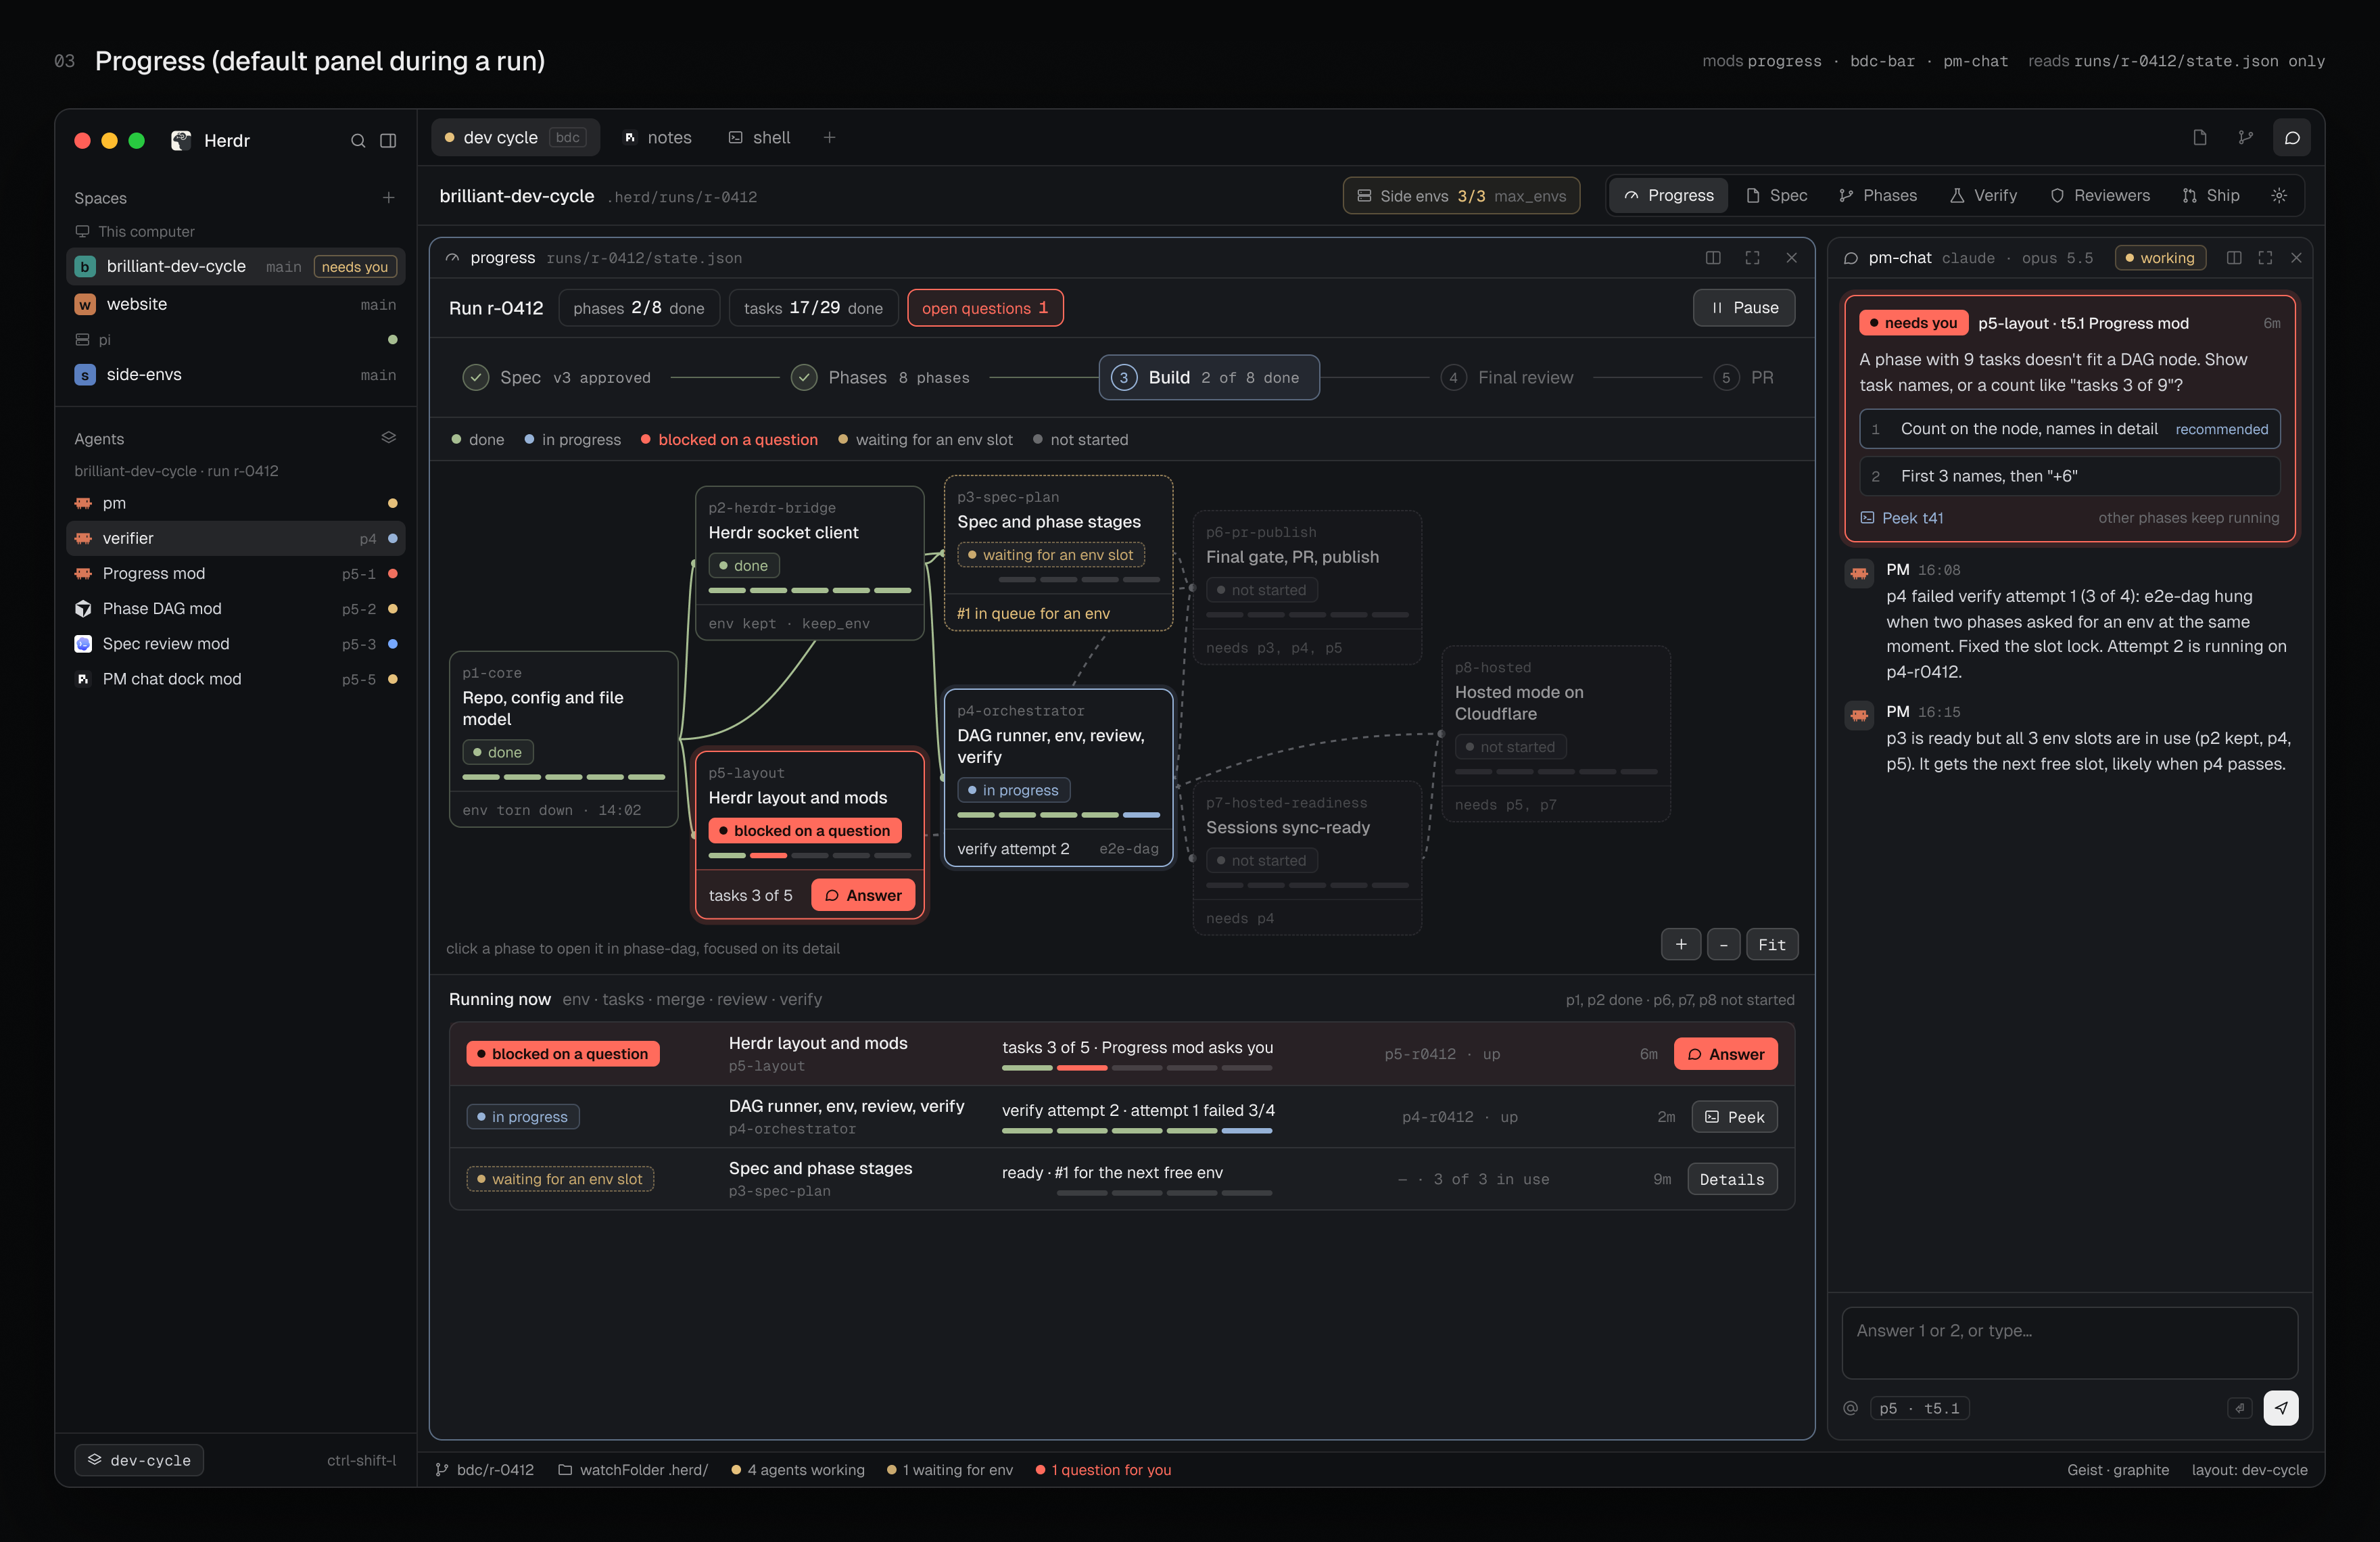 03 Progress (default panel during a run)
mods progress · bdc-bar · pm-chat reads runs/r-0412/state.json only
Herdr
Spaces
This computer
b brilliant-dev-cycle main needs you
w website main
pi
s side-envs main
Agents
brilliant-dev-cycle · run r-0412
pm
verifier p4
Progress mod p5-1
Phase DAG mod p5-2
Spec review mod p5-3
PM chat dock mod p5-5
dev-cycle ctrl-shift-l
dev cycle bdc notes shell +
brilliant-dev-cycle .herd/runs/r-0412
Side envs 3/3 max_envs
Progress Spec Phases Verify Reviewers Ship
progress runs/r-0412/state.json
Run r-0412 phases 2/8 done tasks 17/29 done open questions 1 Pause
Spec v3 approved Phases 8 phases 3 Build 2 of 8 done 4 Final review 5 PR
done in progress blocked on a question waiting for an env slot not started
p1-core
Repo, config and file
model
done
env torn down · 14:02
p2-herdr-bridge
Herdr socket client
done
env kept · keep_env
p5-layout
Herdr layout and mods
blocked on a question
tasks 3 of 5 Answer
p3-spec-plan
Spec and phase stages
waiting for an env slot
#1 in queue for an env
p4-orchestrator
DAG runner, env, review,
verify
in progress
verify attempt 2 e2e-dag
p6-pr-publish
Final gate, PR, publish
not started
needs p3, p4, p5
p7-hosted-readiness
Sessions sync-ready
not started
needs p4
p8-hosted
Hosted mode on
Cloudflare
not started
needs p5, p7
click a phase to open it in phase-dag, focused on its detail
+ - Fit
Running now env · tasks · merge · review · verify
p1, p2 done · p6, p7, p8 not started
blocked on a question Herdr layout and mods tasks 3 of 5 · Progress mod asks you p5-r0412 · up 6m Answer
p5-layout
in progress DAG runner, env, review, verify verify attempt 2 · attempt 1 failed 3/4 p4-r0412 · up 2m Peek
p4-orchestrator
waiting for an env slot Spec and phase stages ready · #1 for the next free env — · 3 of 3 in use 9m Details
p3-spec-plan
pm-chat claude · opus 5.5 working
needs you p5-layout · t5.1 Progress mod 6m
A phase with 9 tasks doesn't fit a DAG node. Show
task names, or a count like "tasks 3 of 9"?
1 Count on the node, names in detail recommended
2 First 3 names, then "+6"
Peek t41 other phases keep running
PM 16:08
p4 failed verify attempt 1 (3 of 4): e2e-dag hung
when two phases asked for an env at the same
moment. Fixed the slot lock. Attempt 2 is running on
p4-r0412.
PM 16:15
p3 is ready but all 3 env slots are in use (p2 kept, p4,
p5). It gets the next free slot, likely when p4 passes.
Answer 1 or 2, or type…
@ p5 · t5.1
bdc/r-0412 watchFolder .herd/ 4 agents working 1 waiting for env 1 question for you
Geist · graphite layout: dev-cycle